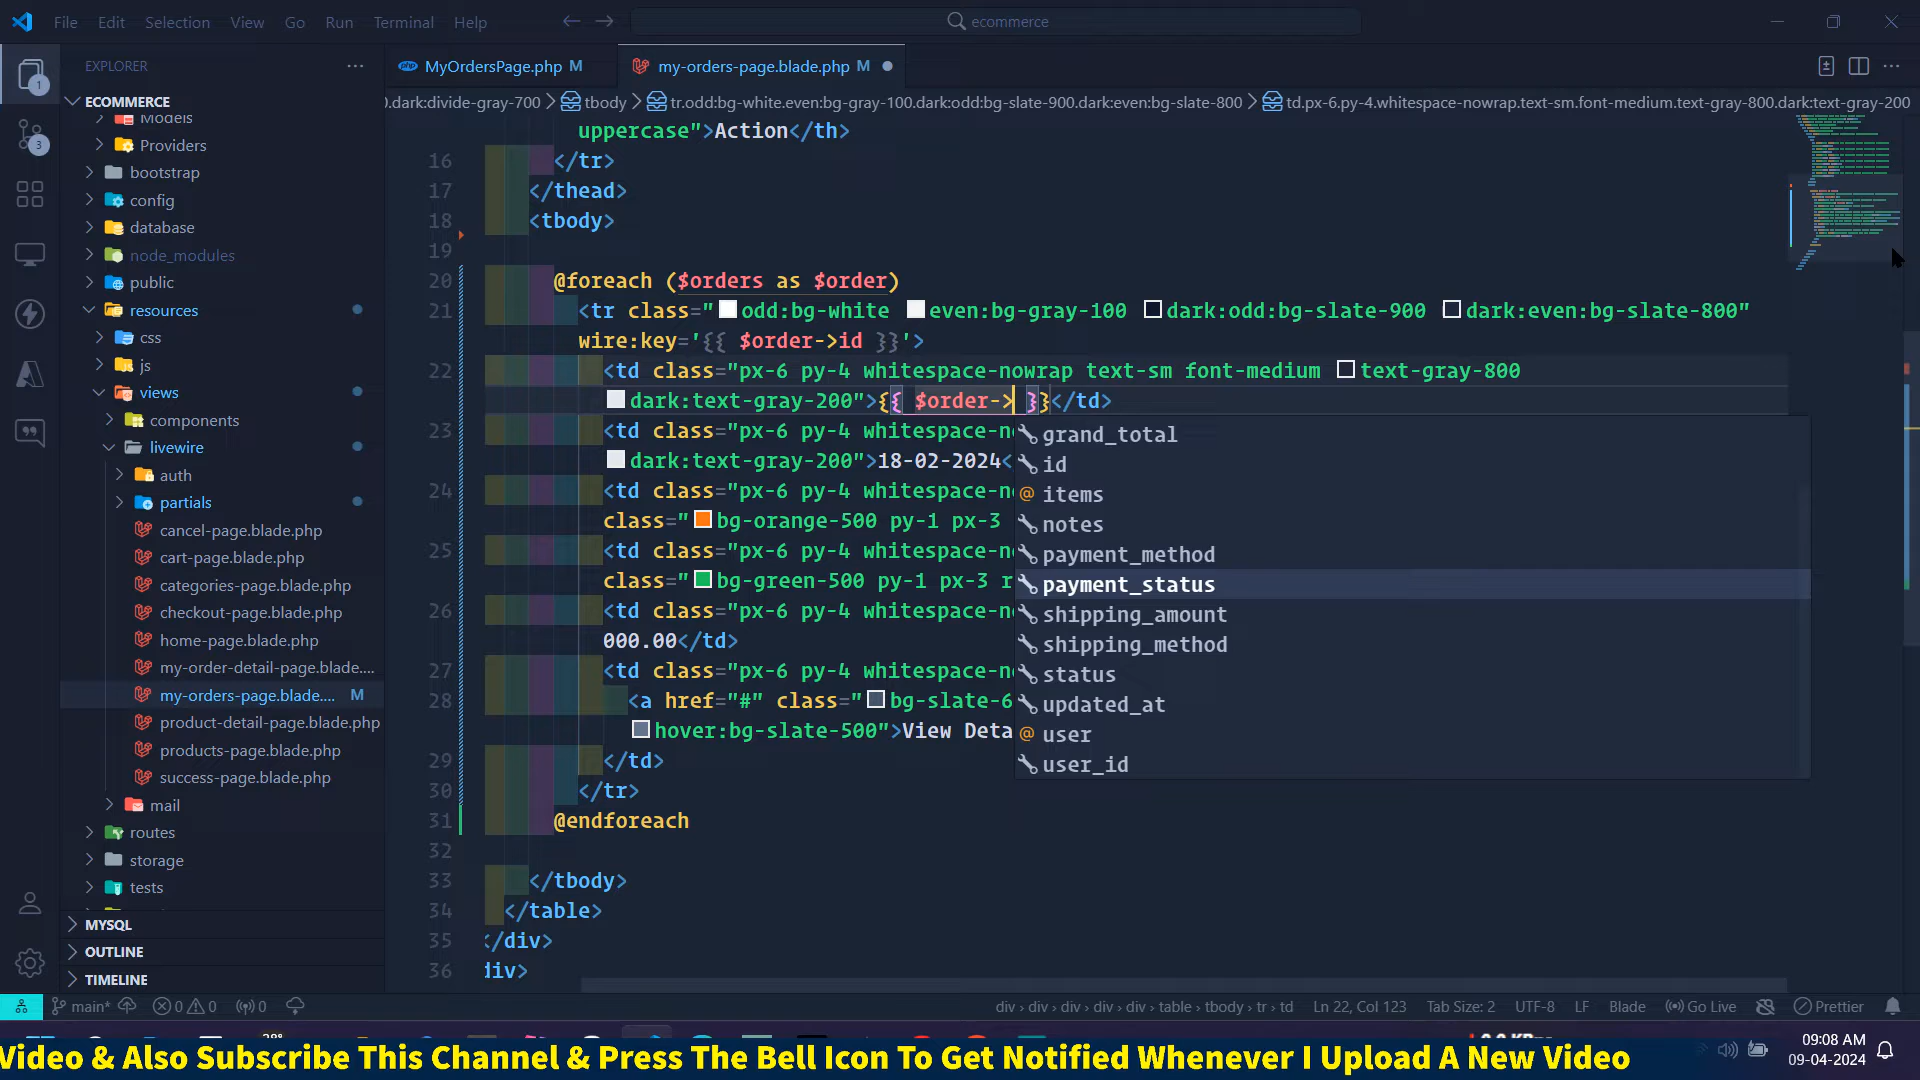 File Edit Selection View Go Run Terminal Help
ecommerce
EXPLORER
ECOMMERCE
Models
Providers
bootstrap
config
database
node_modules
public
resources
css
js
views
components
livewire
auth
partials
cancel-page.blade.php
cart-page.blade.php
categories-page.blade.php
checkout-page.blade.php
home-page.blade.php
my-order-detail-page.blade....
my-orders-page.blade.... M
product-detail-page.blade.php
products-page.blade.php
success-page.blade.php
mail
routes
storage
tests
MYSQL
OUTLINE
TIMELINE
1
3
MyOrdersPage.php M
my-orders-page.blade.php M
0.dark:divide-gray-700 > tbody > tr.odd:bg-white.even:bg-gray-100.dark:odd:bg-slate-900.dark:even:bg-slate-800 > td.px-6.py-4.whitespace-nowrap.text-sm.font-medium.text-gray-800.dark:text-gray-200
uppercase">Action</th>
16 </tr>
17 </thead>
18 <tbody>
19
20 @foreach ($orders as $order)
21 <tr class="odd:bg-white even:bg-gray-100 dark:odd:bg-slate-900 dark:even:bg-slate-800"
wire:key='{{ $order->id }}'>
22 <td class="px-6 py-4 whitespace-nowrap text-sm font-medium text-gray-800
dark:text-gray-200">{{ $order-> }}</td>
23 <td class="px-6 py-4 whitespace-no
dark:text-gray-200">18-02-2024<
24 <td class="px-6 py-4 whitespace-no
class="bg-orange-500 py-1 px-3
25 <td class="px-6 py-4 whitespace-no
class="bg-green-500 py-1 px-3 r
26 <td class="px-6 py-4 whitespace-no
000.00</td>
27 <td class="px-6 py-4 whitespace-no
28 <a href="#" class="bg-slate-6
hover:bg-slate-500">View Deta
29 </td>
30 </tr>
31 @endforeach
32
33 </tbody>
34 </table>
35 </div>
36 div>
grand_total
id
items
notes
payment_method
payment_status
shipping_amount
shipping_method
status
updated_at
user
user_id
main* 0 0 0
div > div > div > div > div > table > tbody > tr > td Ln 22, Col 123 Tab Size: 2 UTF-8 LF Blade Go Live Prettier
09:08 AM
09-04-2024
Video & Also Subscribe This Channel & Press The Bell Icon To Get Notified Whenever I Upload A New Video